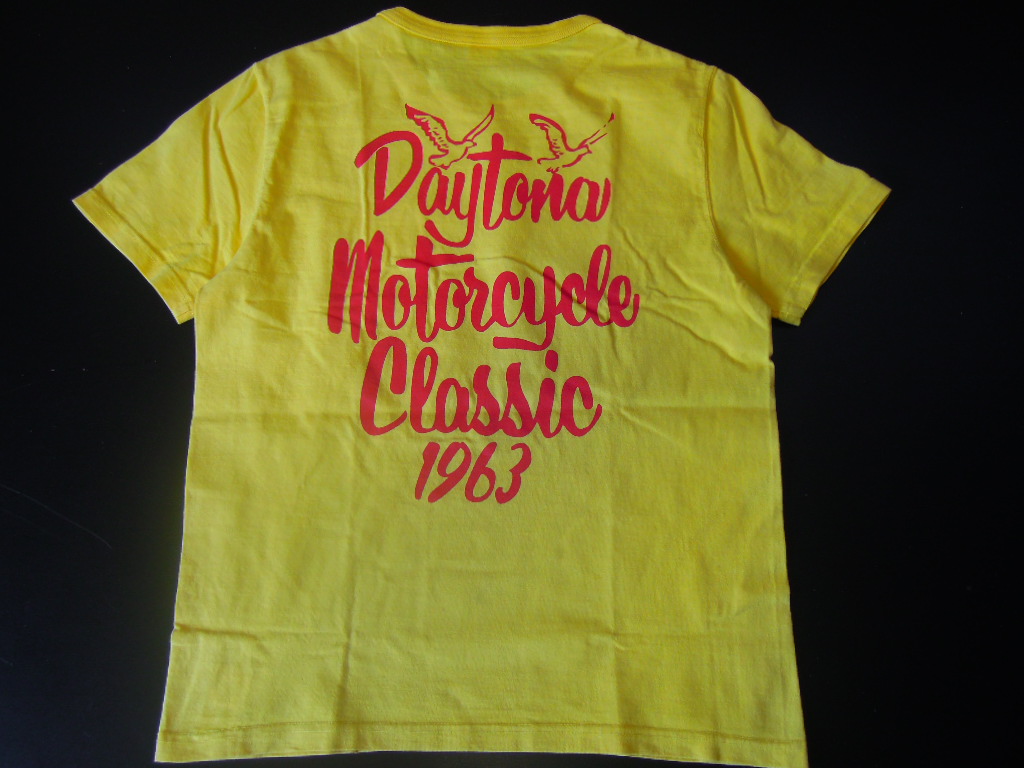 Daytona
Motorcycle
Classic
1963